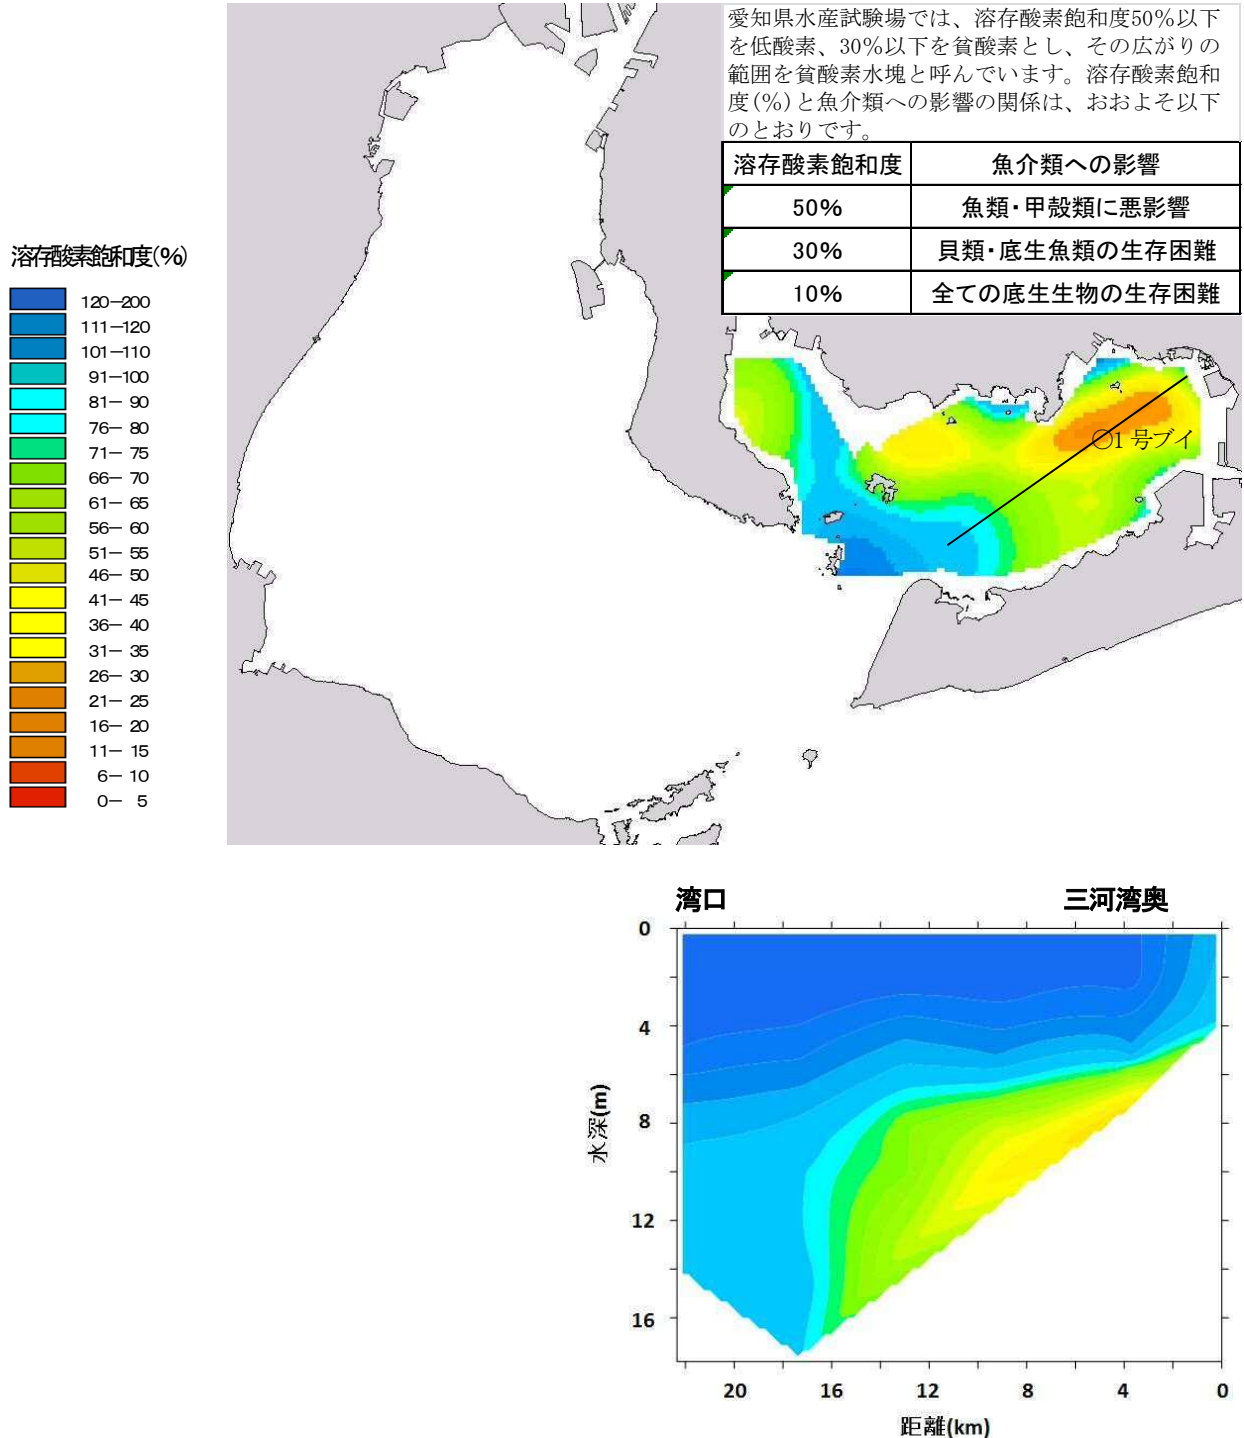 愛知県水産試験場では、溶存酸素飽和度50%以下
を低酸素、30%以下を貧酸素とし、その広がりの
範囲を貧酸素水塊と呼んでいます。溶存酸素飽和
度(%)と魚介類への影響の関係は、おおよそ以下
のとおりです。
溶存酸素飽和度 魚介類への影響
50% 魚類・甲殻類に悪影響
30% 貝類・底生魚類の生存困難
10% 全ての底生生物の生存困難
溶存酸素飽和度(%)
120-200
111-120
101-110
91-100
81- 90
76- 80
71- 75
66- 70
61- 65
56- 60
51- 55
46- 50
41- 45
36- 40
31- 35
26- 30
21- 25
16- 20
11- 15
6- 10
0- 5
〇1号ブイ
湾口 三河湾奥
0
4
8
12
16
水深(m)
20 16 12 8 4 0
距離(km)